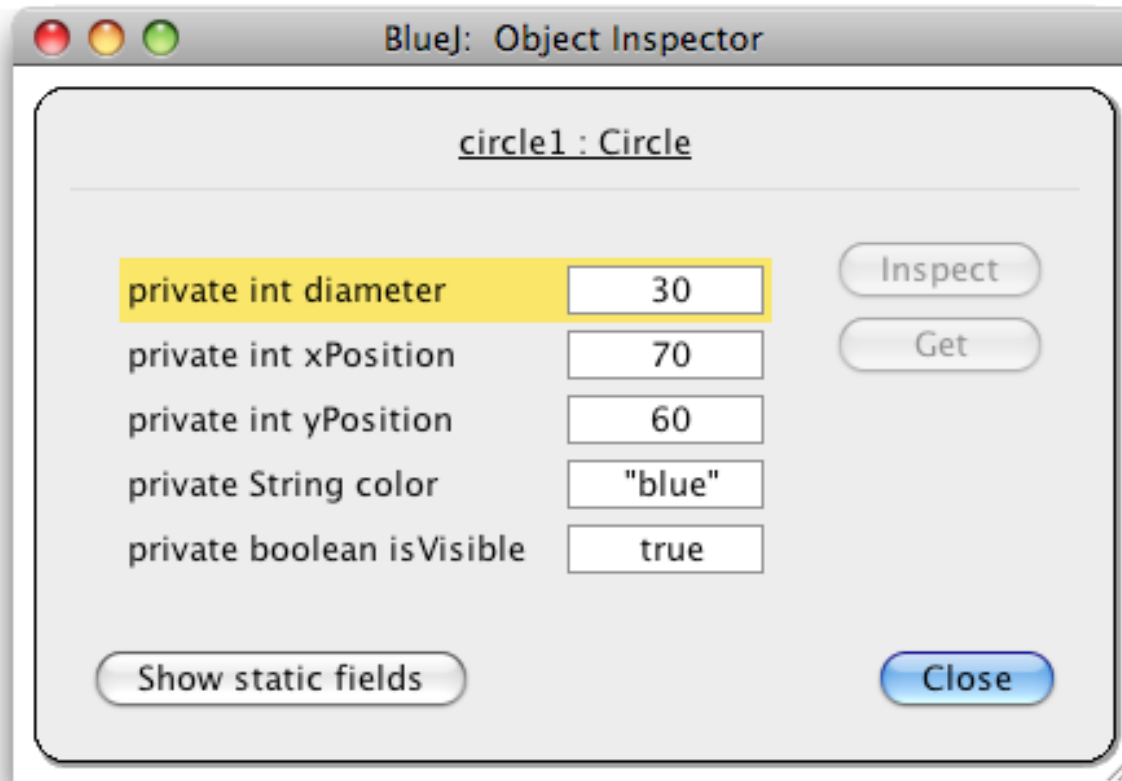 BlueJ: Object Inspector
circle1 : Circle
private int diameter 30
Inspect
private int xPosition 70
Get
private int yPosition 60
private String color "blue"
private boolean isVisible true
Show static fields Close